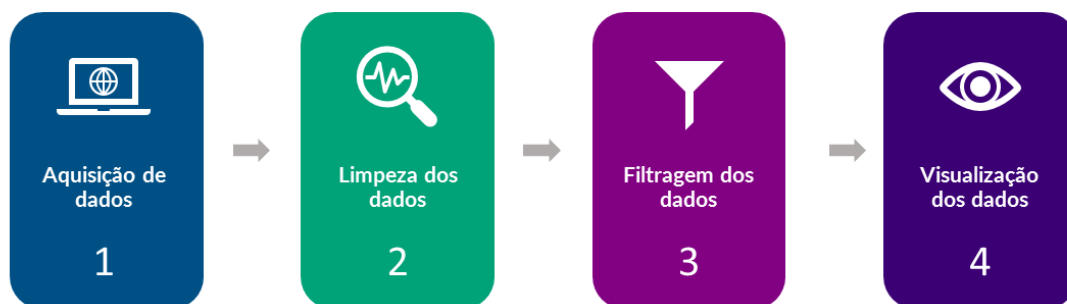 Aquisição de
dados
1
Limpeza dos
dados
2
Filtragem dos
dados
3
Visualização
dos dados
4